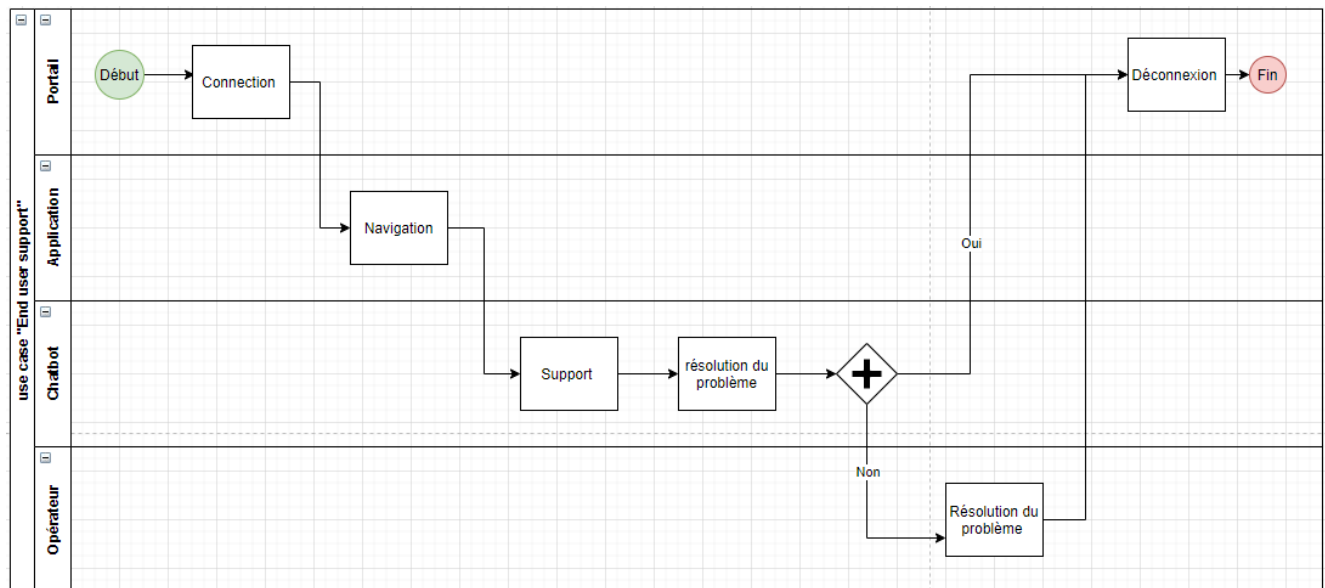 use case "End user support"
Portail
Début
Connection
Déconnexion
Fin
Application
Navigation
Oui
Chatbot
Support
résolution du
problème
Opérateur
Non
Résolution du
problème